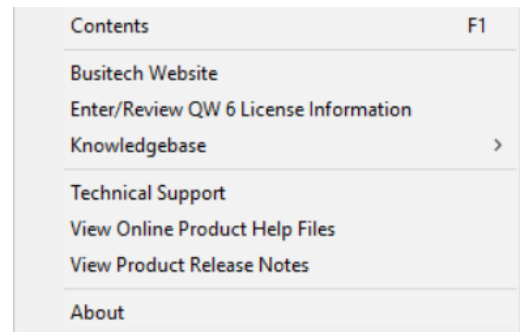 Contents F1
Busitech Website
Enter/Review QW 6 License Information
Knowledgebase
Technical Support
View Online Product Help Files
View Product Release Notes
About